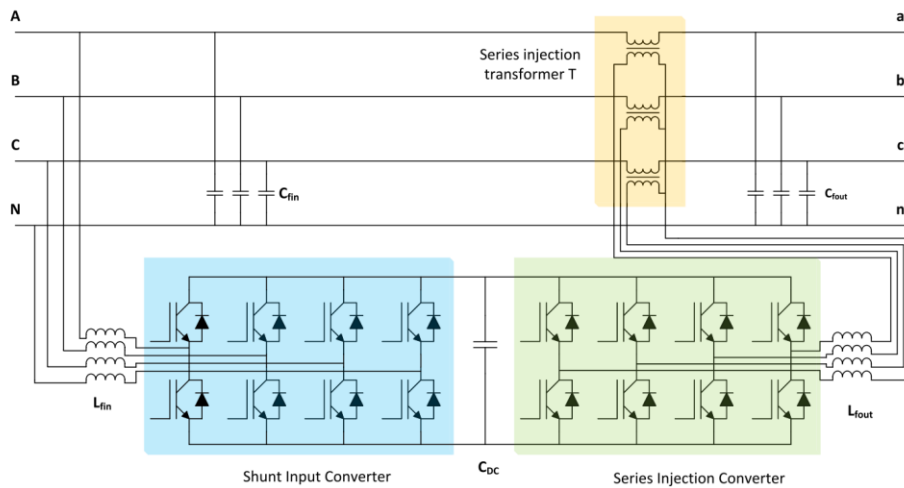 A
a
Series injection
transformer T
B
b
C
c
Cfin
Cfout
N
n
Lfin
Lfout
CDC
Shunt Input Converter
Series Injection Converter